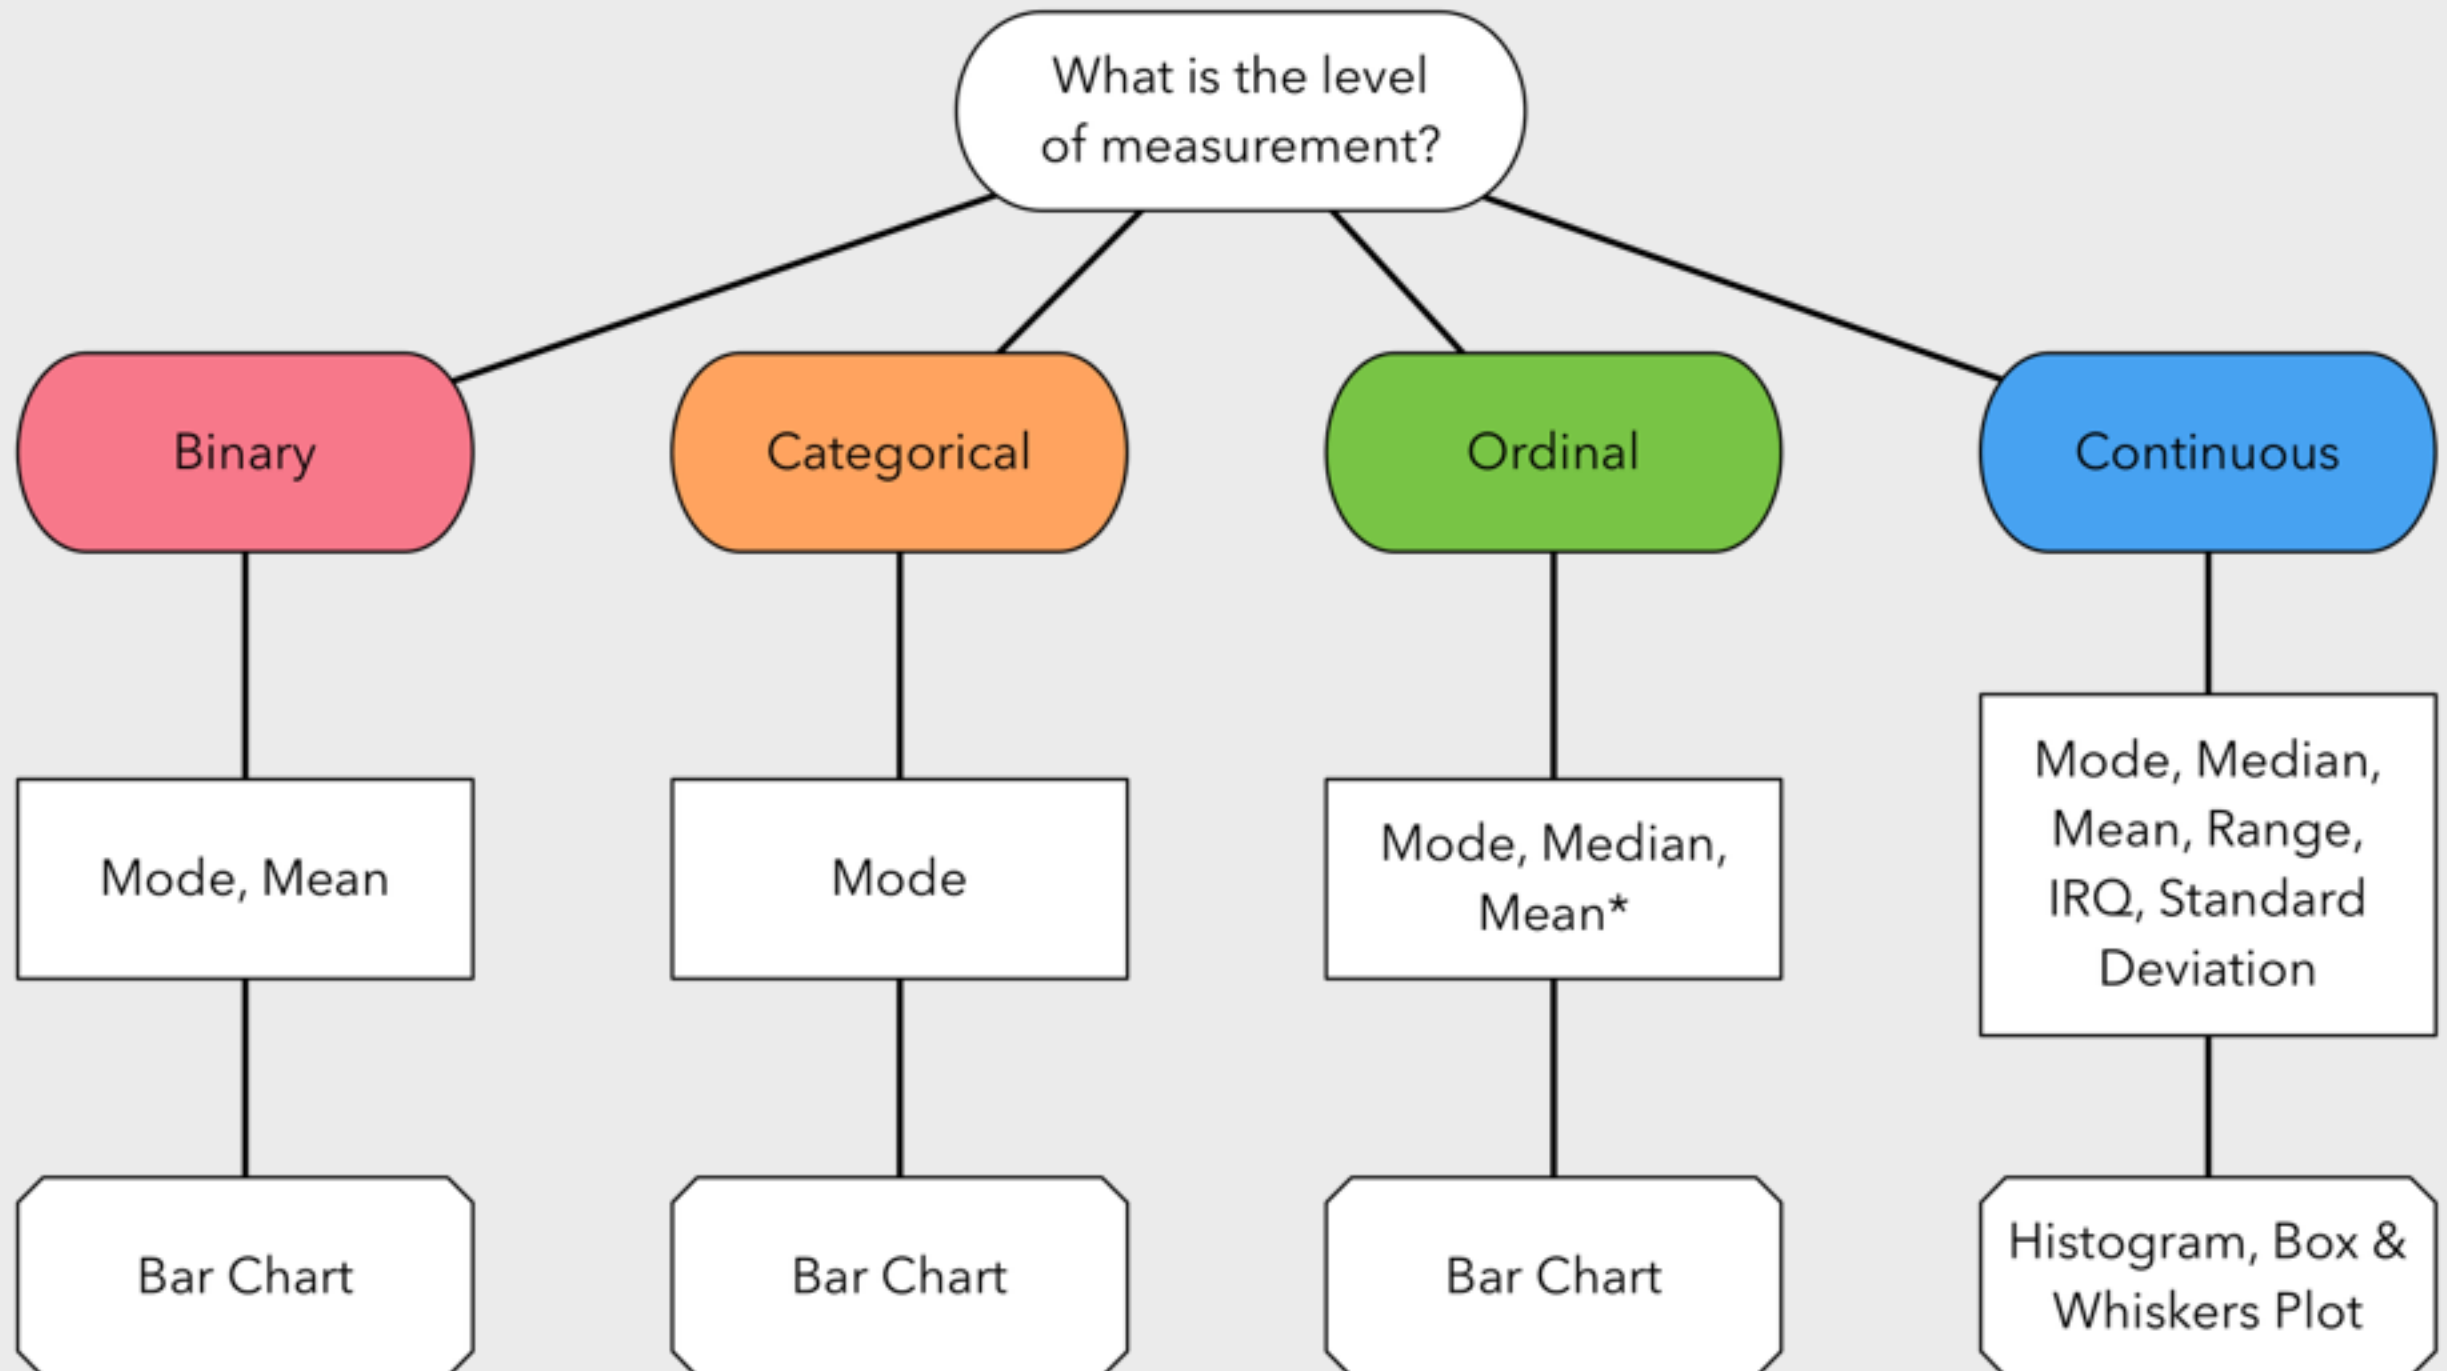 What is the level
of measurement?
Binary
Categorical
Ordinal
Continuous
Mode, Mean
Mode
Mode, Median,
Mean*
Mode, Median,
Mean, Range,
IRQ, Standard
Deviation
Bar Chart
Bar Chart
Bar Chart
Histogram, Box &
Whiskers Plot